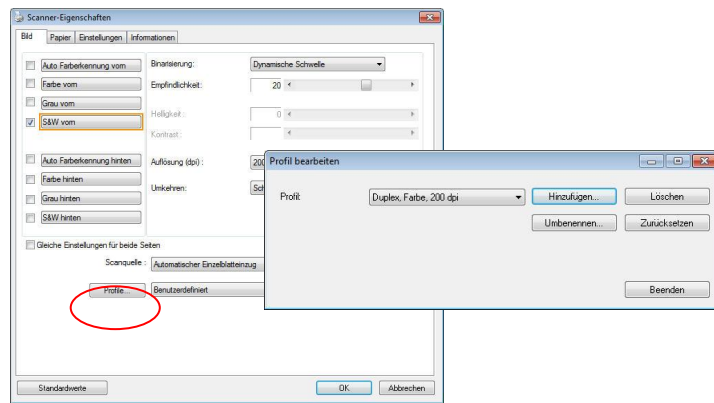 Scanner-Eigenschaften
Bild Papier Einstellungen Informationen
Auto Farberkennung vorn Binarisierung: Dynamische Schwelle
Farbe vorn Empfindlichkeit: 20
Grau vorn
Helligkeit : 0
S&W vorn
Kontrast :
Auto Farberkennung hinten Auflösung (dpi) : 200
Farbe hinten
Umkehren: Sch
Grau hinten
S&W hinten
Gleiche Einstellungen für beide Seiten
Scanquelle : Automatischer Einzelblatteinzug
Profile... Benutzerdefiniert
Standardwerte OK Abbrechen
Profil bearbeiten
Profil: Duplex, Farbe, 200 dpi Hinzufügen... Löschen
Umbenennen... Zurücksetzen
Beenden